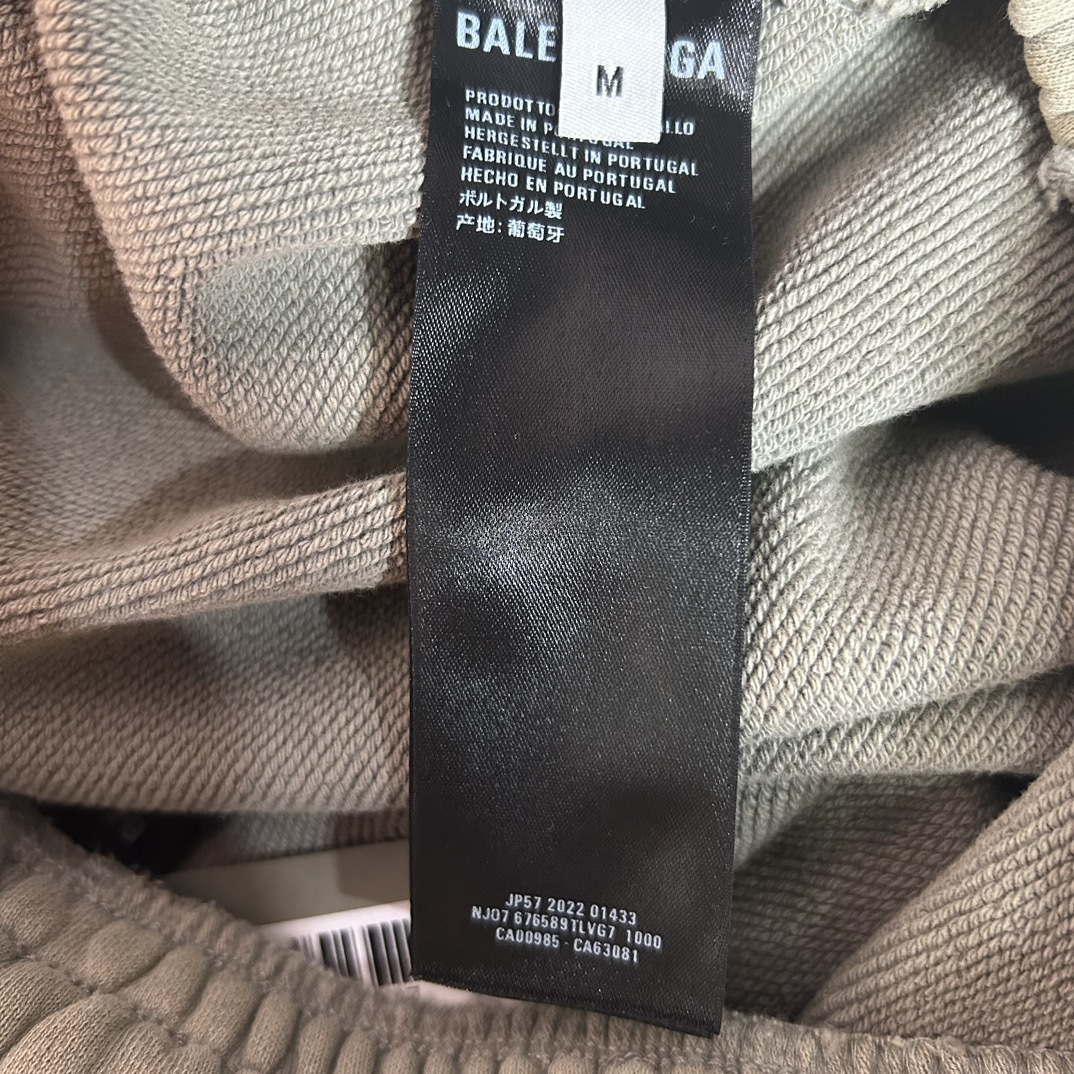 M
PRODOTTO
MADE IN
HERGESTELLT IN PORTUGAL
FABRIQUE AU PORTUGAL
HECHO EN PORTUGAL
ポルトガル製
产地: 葡萄牙
JP57 2022 01433
NJ07 676589TLVG7 1000
CA00985 - CA63081